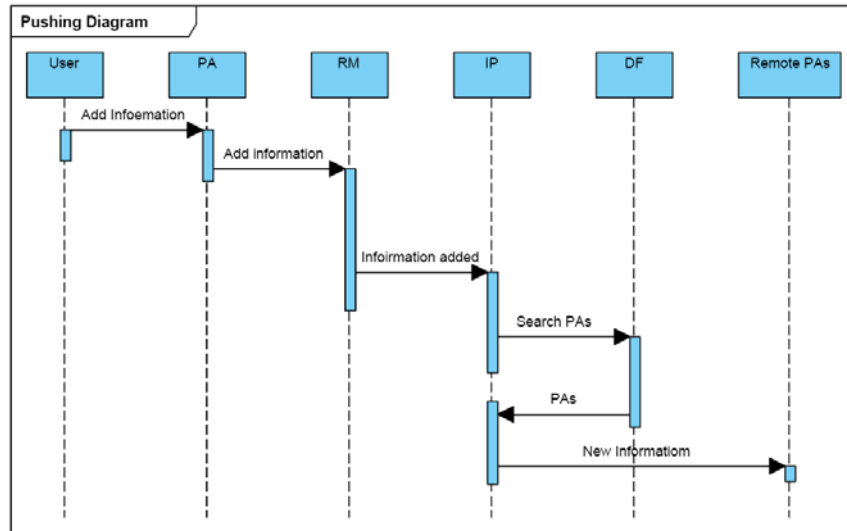 Pushing Diagram
User
PA
RM
IP
DF
Remote PAs
Add Infoemation
Add information
Infoirmation added
Search PAs
PAs
New Informatiom